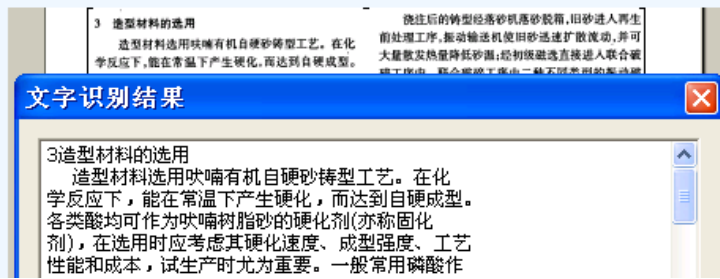 3 造型材料的选用
造型材料选用呋喃有机自硬砂铸型工艺。在化
学反应下,能在常温下产生硬化,而达到自硬成型。
浇注后的铸型经落砂机落砂脱箱,旧砂进入再生
前处理工序,振动输送机使旧砂迅速扩散流动,并可
大量散发热量降低砂温;经初级磁选直接进入联合破
文字识别结果
3造型材料的选用
造型材料选用呋喃有机自硬砂铸型工艺。在化
学反应下，能在常温下产生硬化，而达到自硬成型。
各类酸均可作为呋喃树脂砂的硬化剂(亦称固化
剂)，在选用时应考虑其硬化速度、成型强度、工艺
性能和成本，试生产时尤为重要。一般常用磷酸作